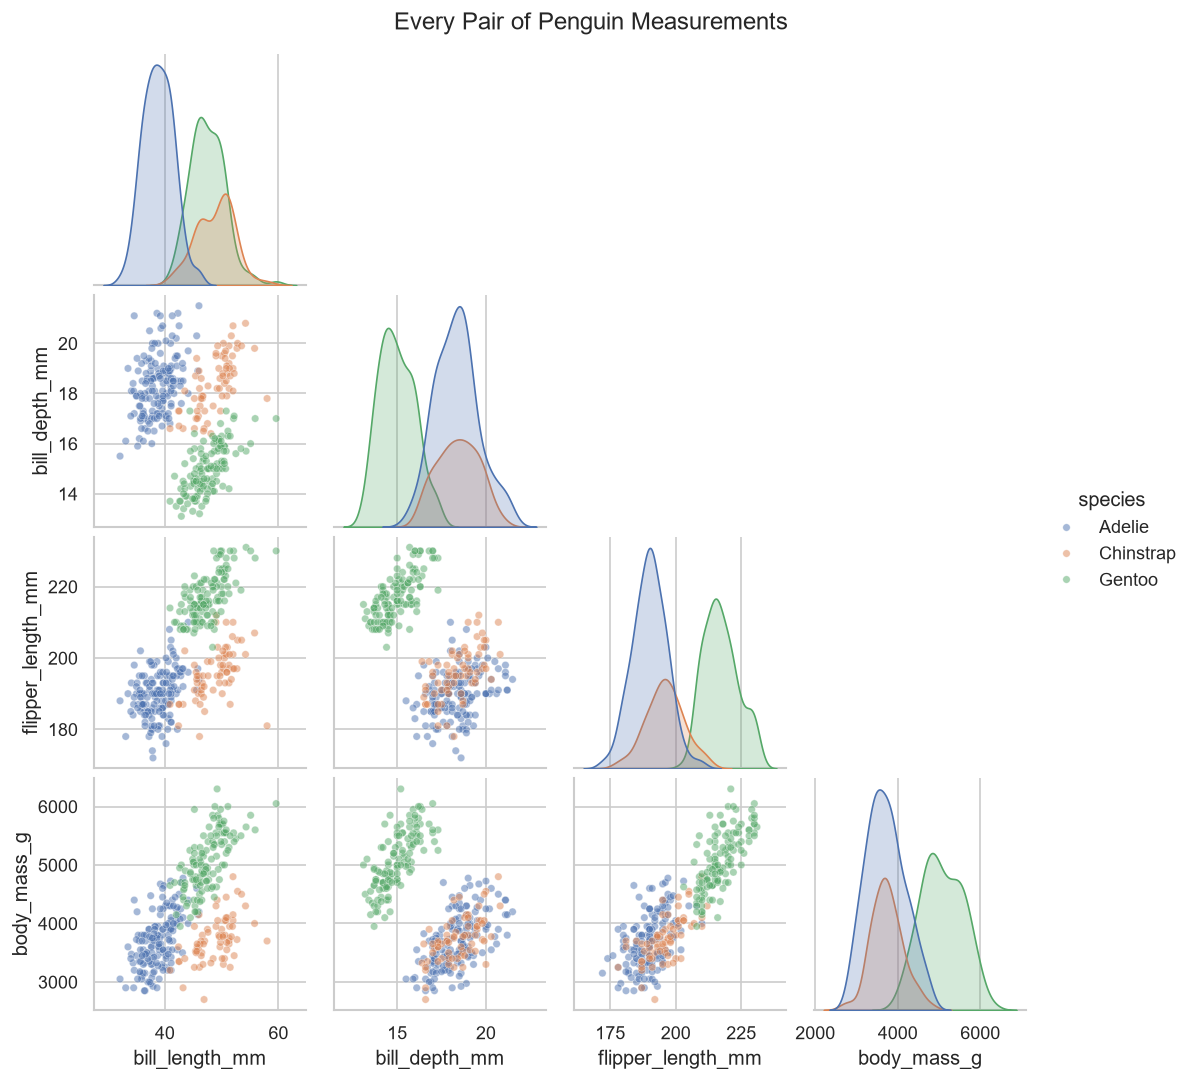 Every Pair of Penguin Measurements
bill_depth_mm
20
18
16
14
flipper_length_mm
220
200
180
body_mass_g
6000
5000
4000
3000
40 60
bill_length_mm
15 20
bill_depth_mm
175 200 225
flipper_length_mm
2000 4000 6000
body_mass_g
species
Adelie
Chinstrap
Gentoo